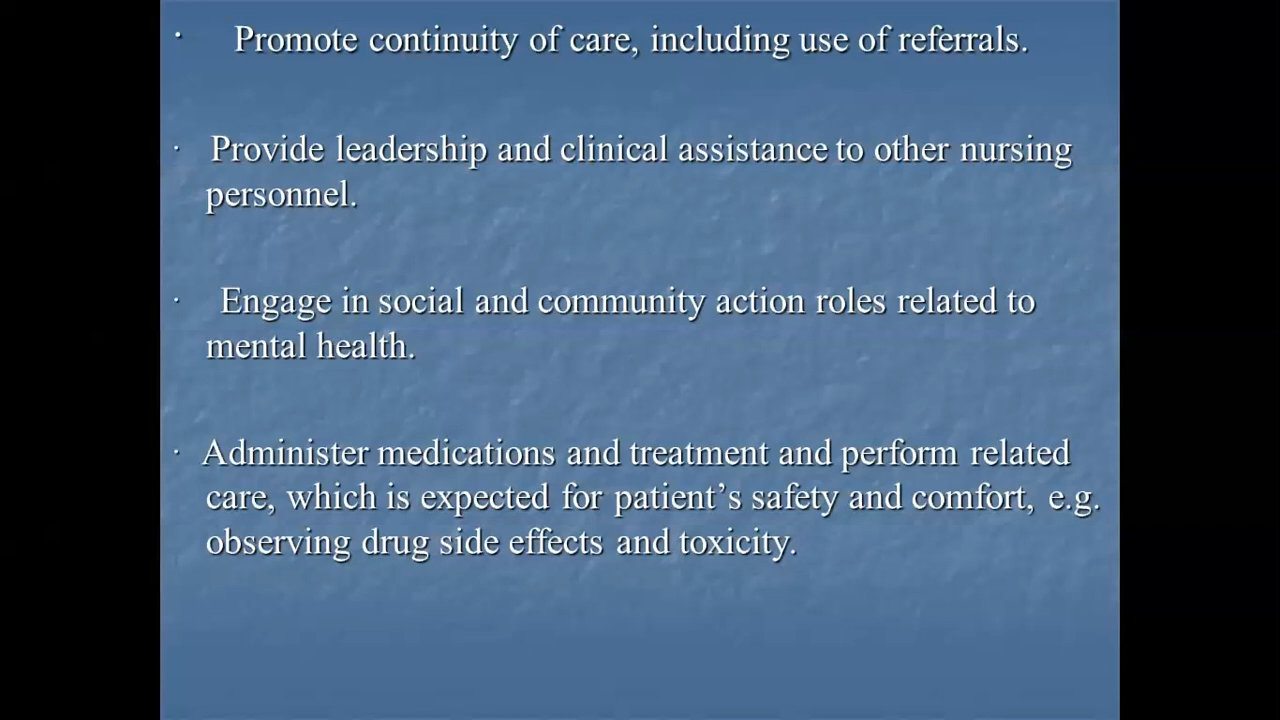 · Promote continuity of care, including use of referrals.
· Provide leadership and clinical assistance to other nursing
personnel.
· Engage in social and community action roles related to
mental health.
· Administer medications and treatment and perform related
care, which is expected for patient’s safety and comfort, e.g.
observing drug side effects and toxicity.